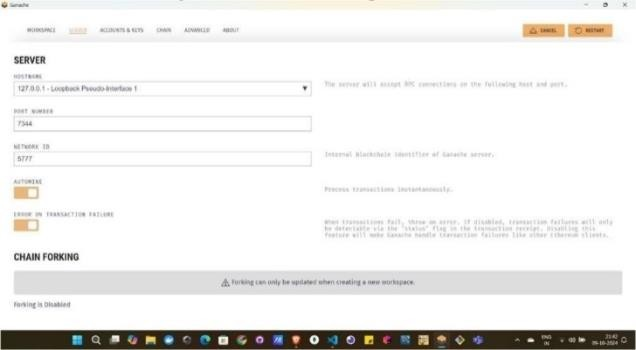 Ganache
WORKSPACE SERVER ACCOUNTS & KEYS CHAIN ADVANCED ABOUT CANCEL RESTART
SERVER
HOSTNAME
127.0.0.1 - Loopback Pseudo-Interface 1
The server will accept RPC connections on the following host and port.
PORT NUMBER
7344
NETWORK ID
5777
Internal Blockchain identifier of Ganache server.
AUTOMINE
Process transactions instantaneously.
ERROR ON TRANSACTION FAILURE
When transactions fail, throw an error. If disabled, transaction failures will only
be detectable via the "status" flag in the transaction receipt. Disabling this
feature will make Ganache handle transaction failures like other Ethereum clients.
CHAIN FORKING
Forking can only be updated when creating a new workspace.
Forking is Disabled
ENG
IN
21:42
09-10-2024